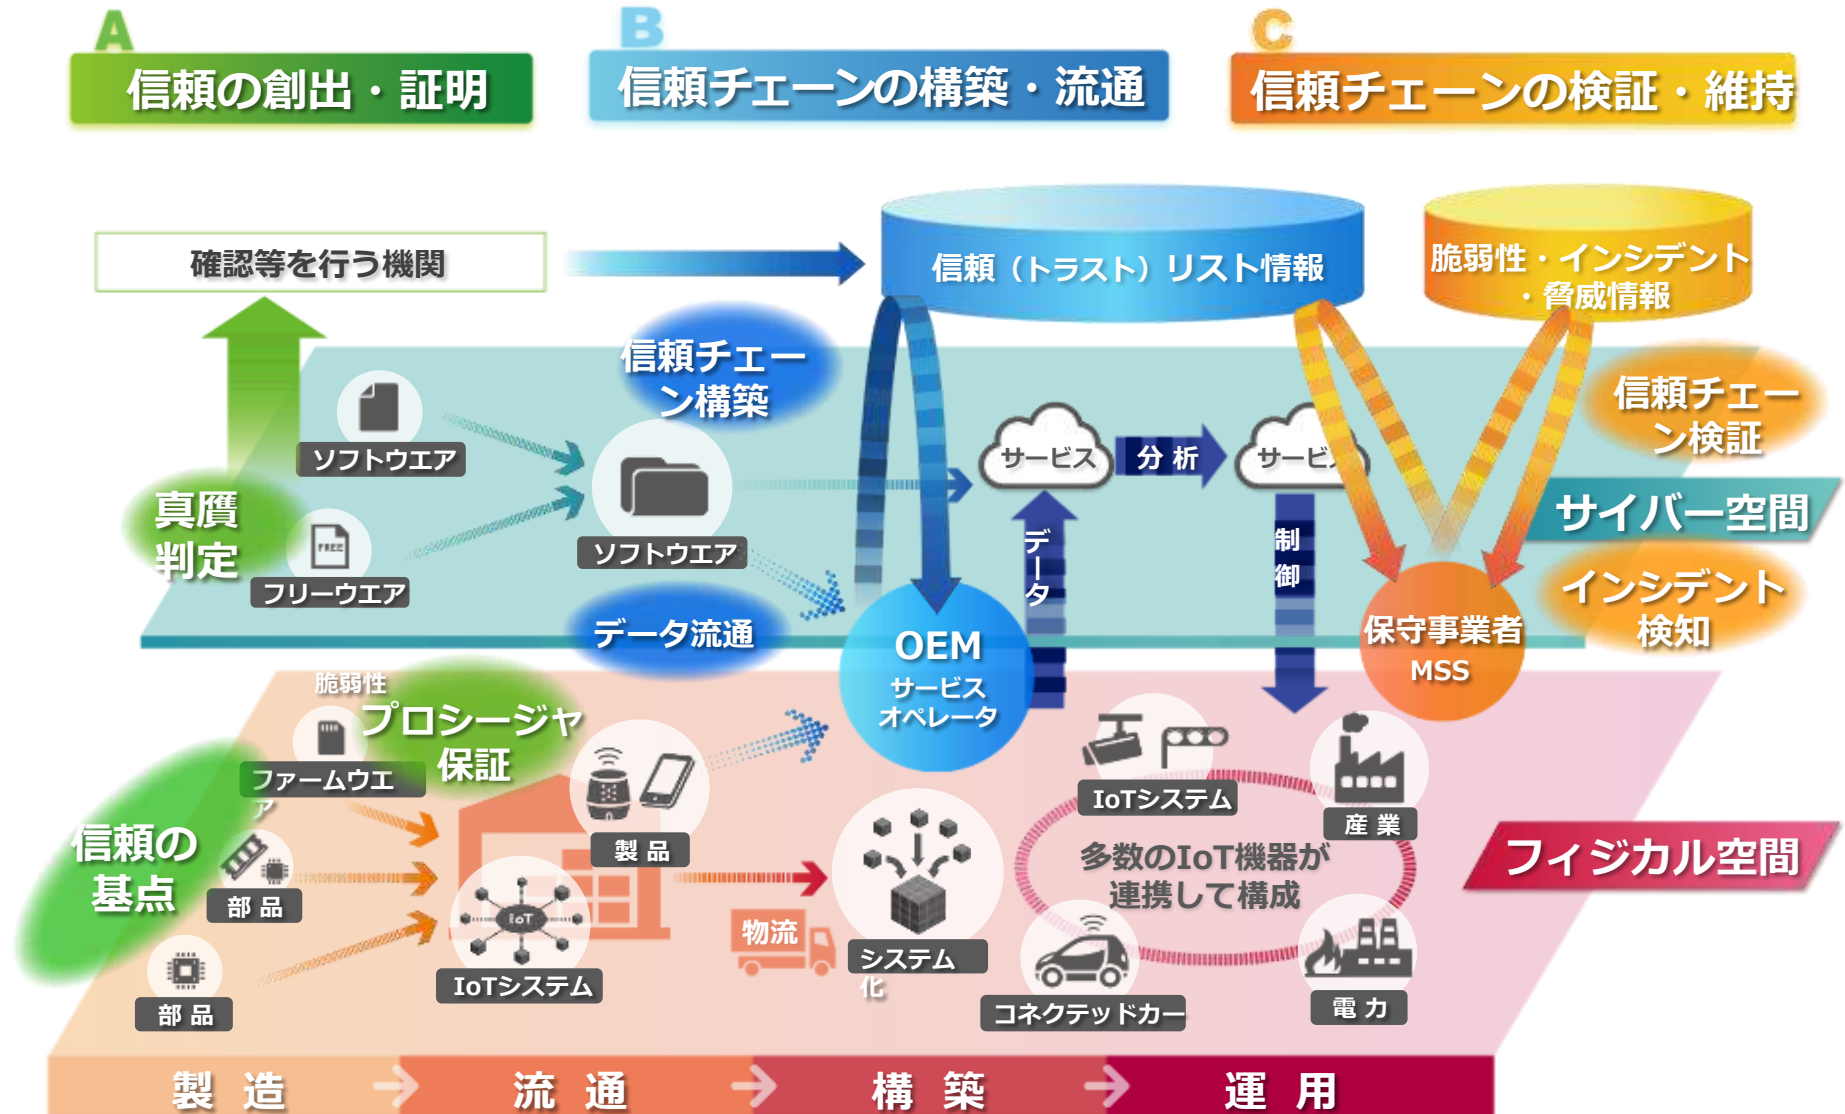 A
信頼の創出・証明
B
信頼チェーンの構築・流通
C
信頼チェーンの検証・維持
確認等を行う機関
信頼（トラスト）リスト情報
脆弱性・インシデント
・脅威情報
信頼チェー
ン構築
信頼チェー
ン検証
ソフトウエア
サービス
分 析
サービス
真贋
判定
FREE
フリーウエア
ソフトウエア
データ
制
御
サイバー空間
インシデント
検知
データ流通
OEM
サービス
オペレータ
保守事業者
MSS
脆弱性
プロシージャ
保証
ファームウエ
ア
信頼の
基点
部 品
部 品
製 品
IoT
IoTシステム
物流
システム
化
IoTシステム
産 業
多数のIoT機器が
連携して構成
コネクテッドカー
電 力
フィジカル空間
製 造
流 通
構 築
運 用